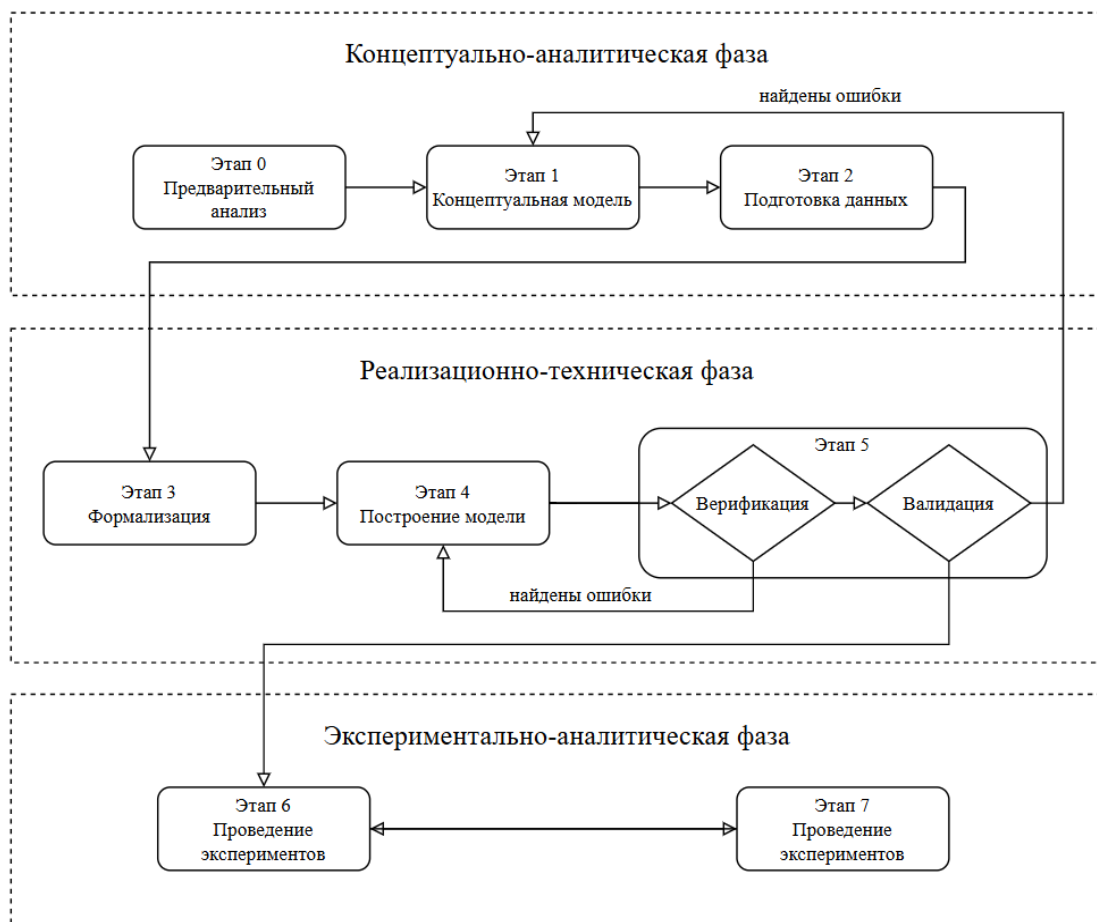 Концептуально-аналитическая фаза
найдены ошибки
Этап 0
Предварительный
анализ
Этап 1
Концептуальная модель
Этап 2
Подготовка данных
Реализационно-техническая фаза
Этап 3
Формализация
Этап 4
Построение модели
Этап 5
Верификация
Валидация
найдены ошибки
Экспериментально-аналитическая фаза
Этап 6
Проведение
экспериментов
Этап 7
Проведение
экспериментов